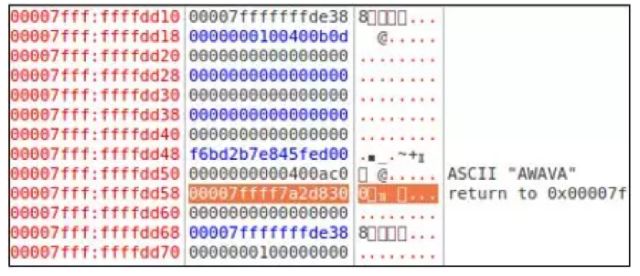 00007fff:ffffdd10 00007fffffffde38 8▯▯▯▯...
00007fff:ffffdd18 0000000100400b0d @.....
00007fff:ffffdd20 0000000000000000 ........
00007fff:ffffdd28 0000000000000000 ........
00007fff:ffffdd30 0000000000000000 ........
00007fff:ffffdd38 0000000000000000 ........
00007fff:ffffdd40 0000000000000000 ........
00007fff:ffffdd48 f6bd2b7e845fed00 ._.~+
00007fff:ffffdd50 0000000000400ac0 ▯ @..... ASCII "AWAVA"
00007fff:ffffdd58 00007ffff7a2d830 0▯ ▯... return to 0x00007f
00007fff:ffffdd60 0000000000000000 ........
00007fff:ffffdd68 00007fffffffde38 8▯▯▯▯...
00007fff:ffffdd70 0000000100000000 ........